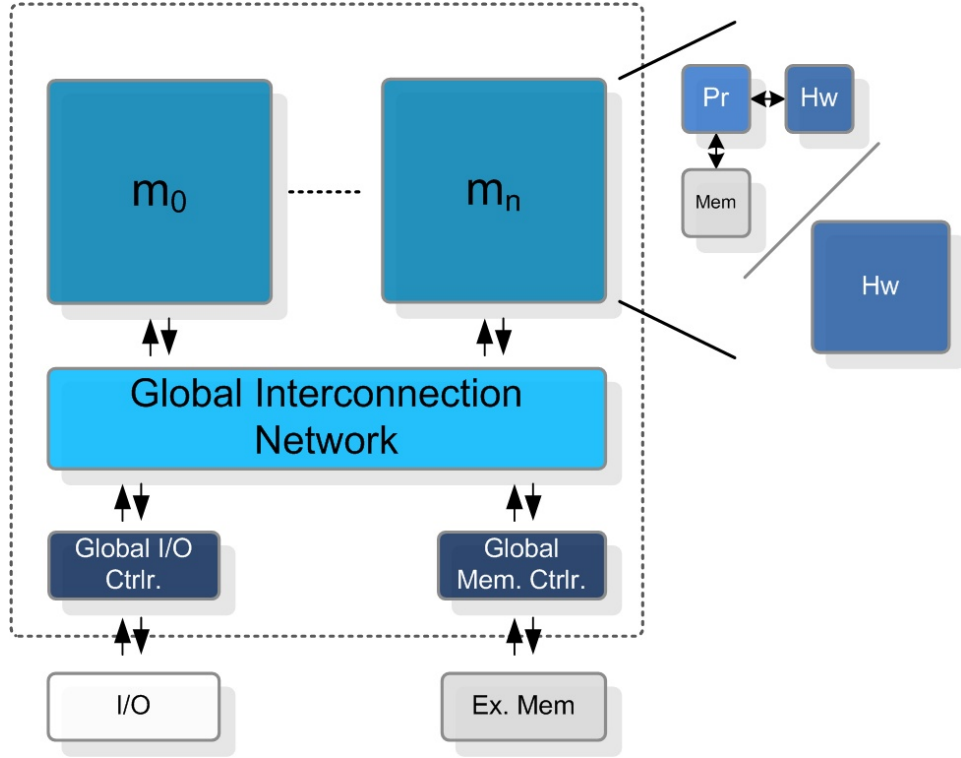 m₀
mₙ
Pr
Hw
Mem
Hw
Global Interconnection
Network
Global I/O
Ctrlr.
Global
Mem. Ctrlr.
I/O
Ex. Mem